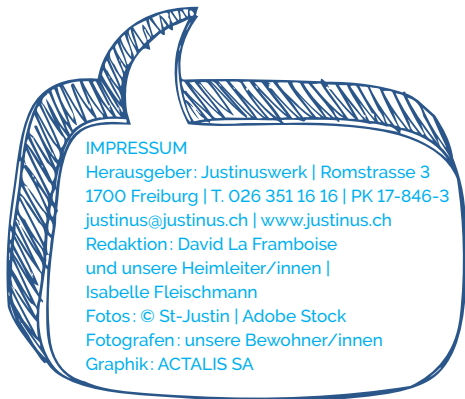 IMPRESSUM
Herausgeber: Justinuswerk | Romstrasse 3
1700 Freiburg | T. 026 351 16 16 | PK 17-846-3
justinus@justinus.ch | www.justinus.ch
Redaktion: David La Framboise
und unsere Heimleiter/innen |
Isabelle Fleischmann
Fotos: © St-Justin | Adobe Stock
Fotografen: unsere Bewohner/innen
Graphik: ACTALIS SA